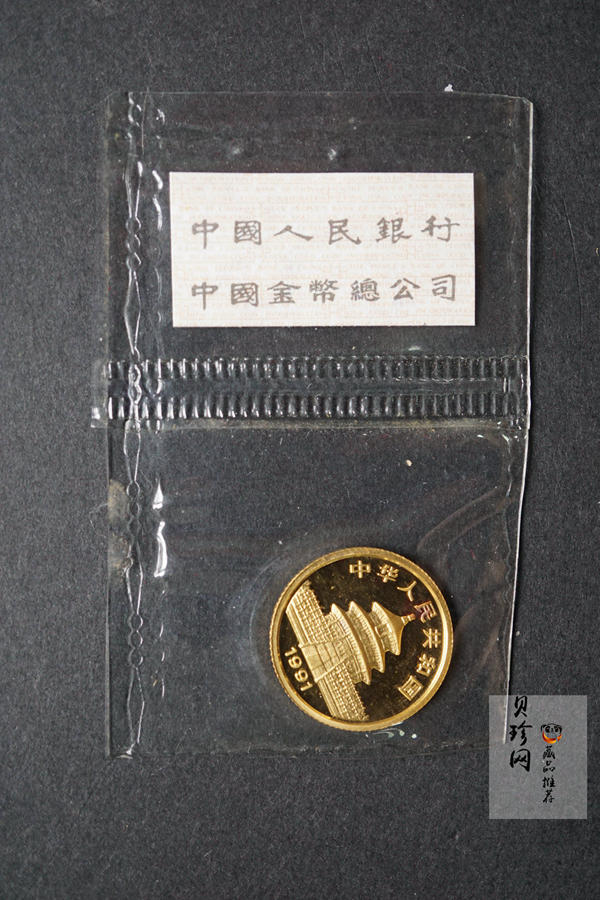 中國人民銀行
中國金幣總公司
中华人民共和国
1991
贝珍网
藏品推荐